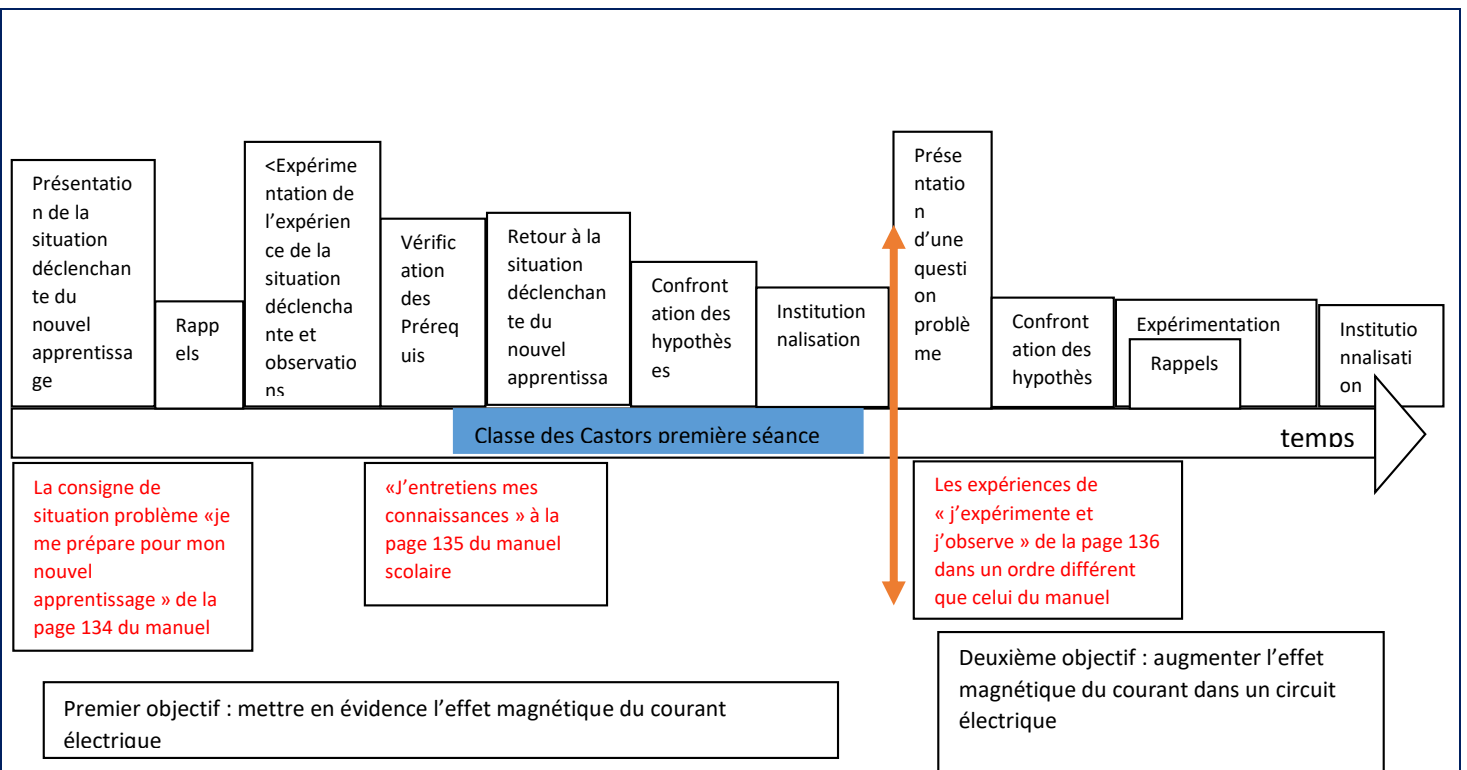 Présentatio
n de la
situation
déclenchan
te du
nouvel
apprentissa
ge
Rapp
els
<Expérime
ntation de
l’expérien
ce de la
situation
déclencha
nte et
observatio
ns
Vérific
ation
des
Préreq
uis
Retour à la
situation
déclenchan
te du
nouvel
apprentissa
Confront
ation des
hypothès
es
Institution
nalisation
Prése
ntatio
n
d’une
questi
on
problè
me
Confront
ation des
hypothès
Expérimentation
Rappels
Institutio
nnalisati
on
Classe des Castors première séance
temps
La consigne de
situation problème «je
me prépare pour mon
nouvel
apprentissage » de la
page 134 du manuel
«J’entretiens mes
connaissances » à la
page 135 du manuel
scolaire
Les expériences de
« j’expérimente et
j’observe » de la page 136
dans un ordre différent
que celui du manuel
Premier objectif : mettre en évidence l’effet magnétique du courant
électrique
Deuxième objectif : augmenter l’effet
magnétique du courant dans un circuit
électrique